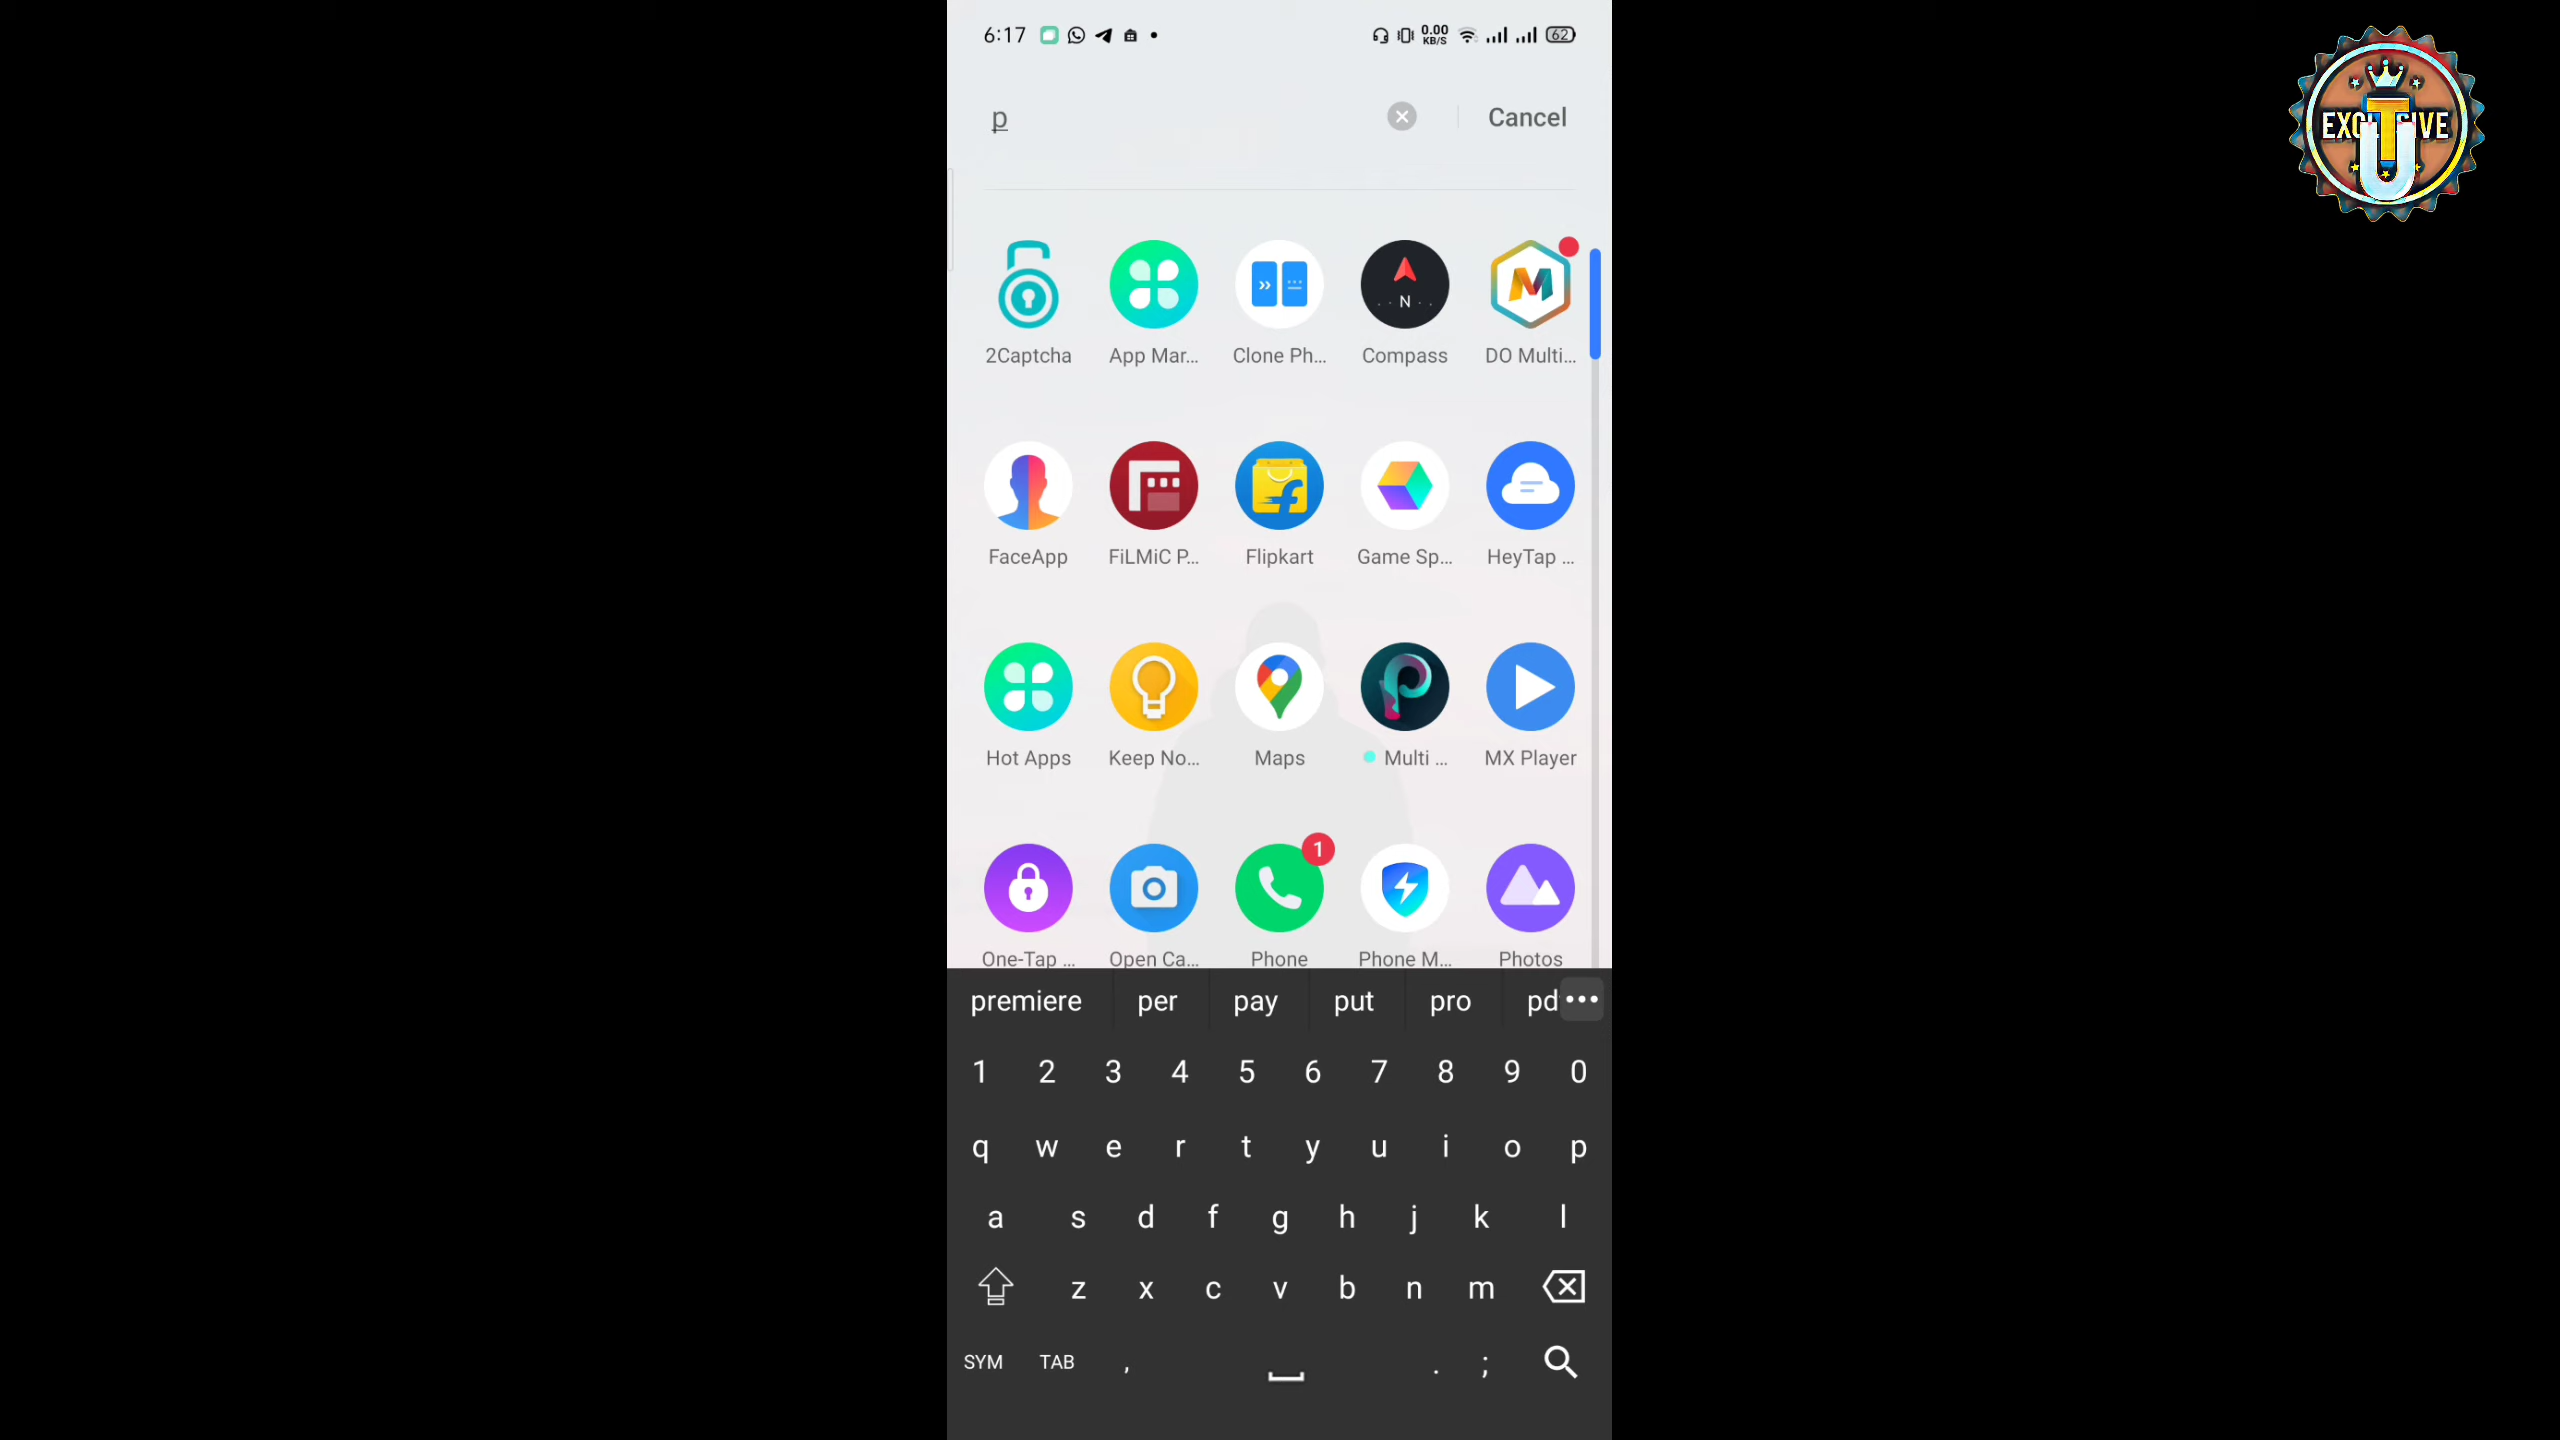 6:17
0.00
KB/S
62
p
Cancel
EXCLUSIVE
TU
N
M
2Captcha
App Mar...
Clone Ph...
Compass
DO Multi...
FaceApp
FiLMiC P...
Flipkart
Game Sp...
HeyTap ...
Hot Apps
Keep No...
Maps
Multi ...
MX Player
1
One-Tap ...
Open Ca...
Phone
Phone M...
Photos
premiere per pay put pro pd
1 2 3 4 5 6 7 8 9 0
q w e r t y u i o p
a s d f g h j k l
z x c v b n m
SYM TAB , . ;